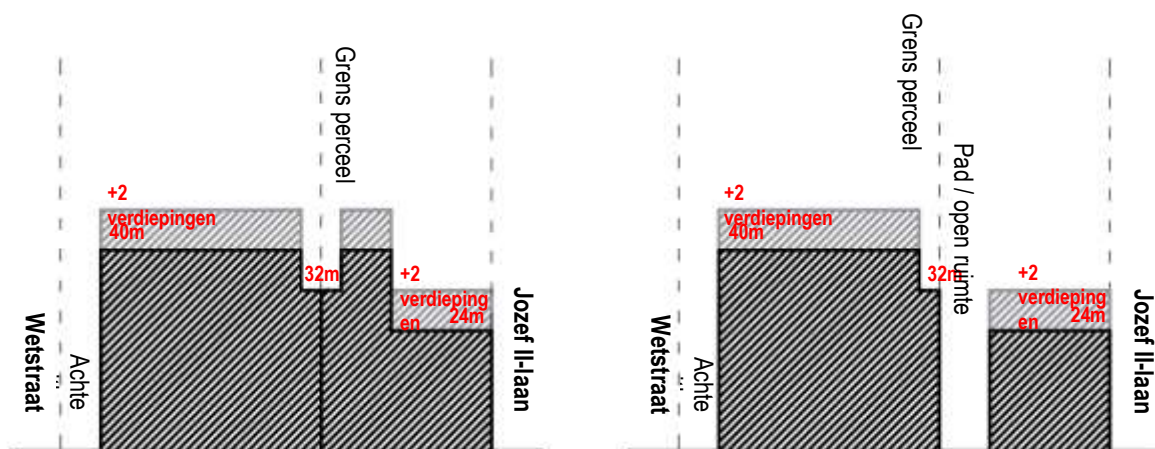 Grens perceel
+2
verdiepingen
40m
32m
+2
verdieping
en
24m
Wetstraat
Achte
Jozef II-laan
Grens perceel
Pad / open ruimte
+2
verdiepingen
40m
32m
+2
verdieping
en
24m
Wetstraat
Achte
Jozef II-laan